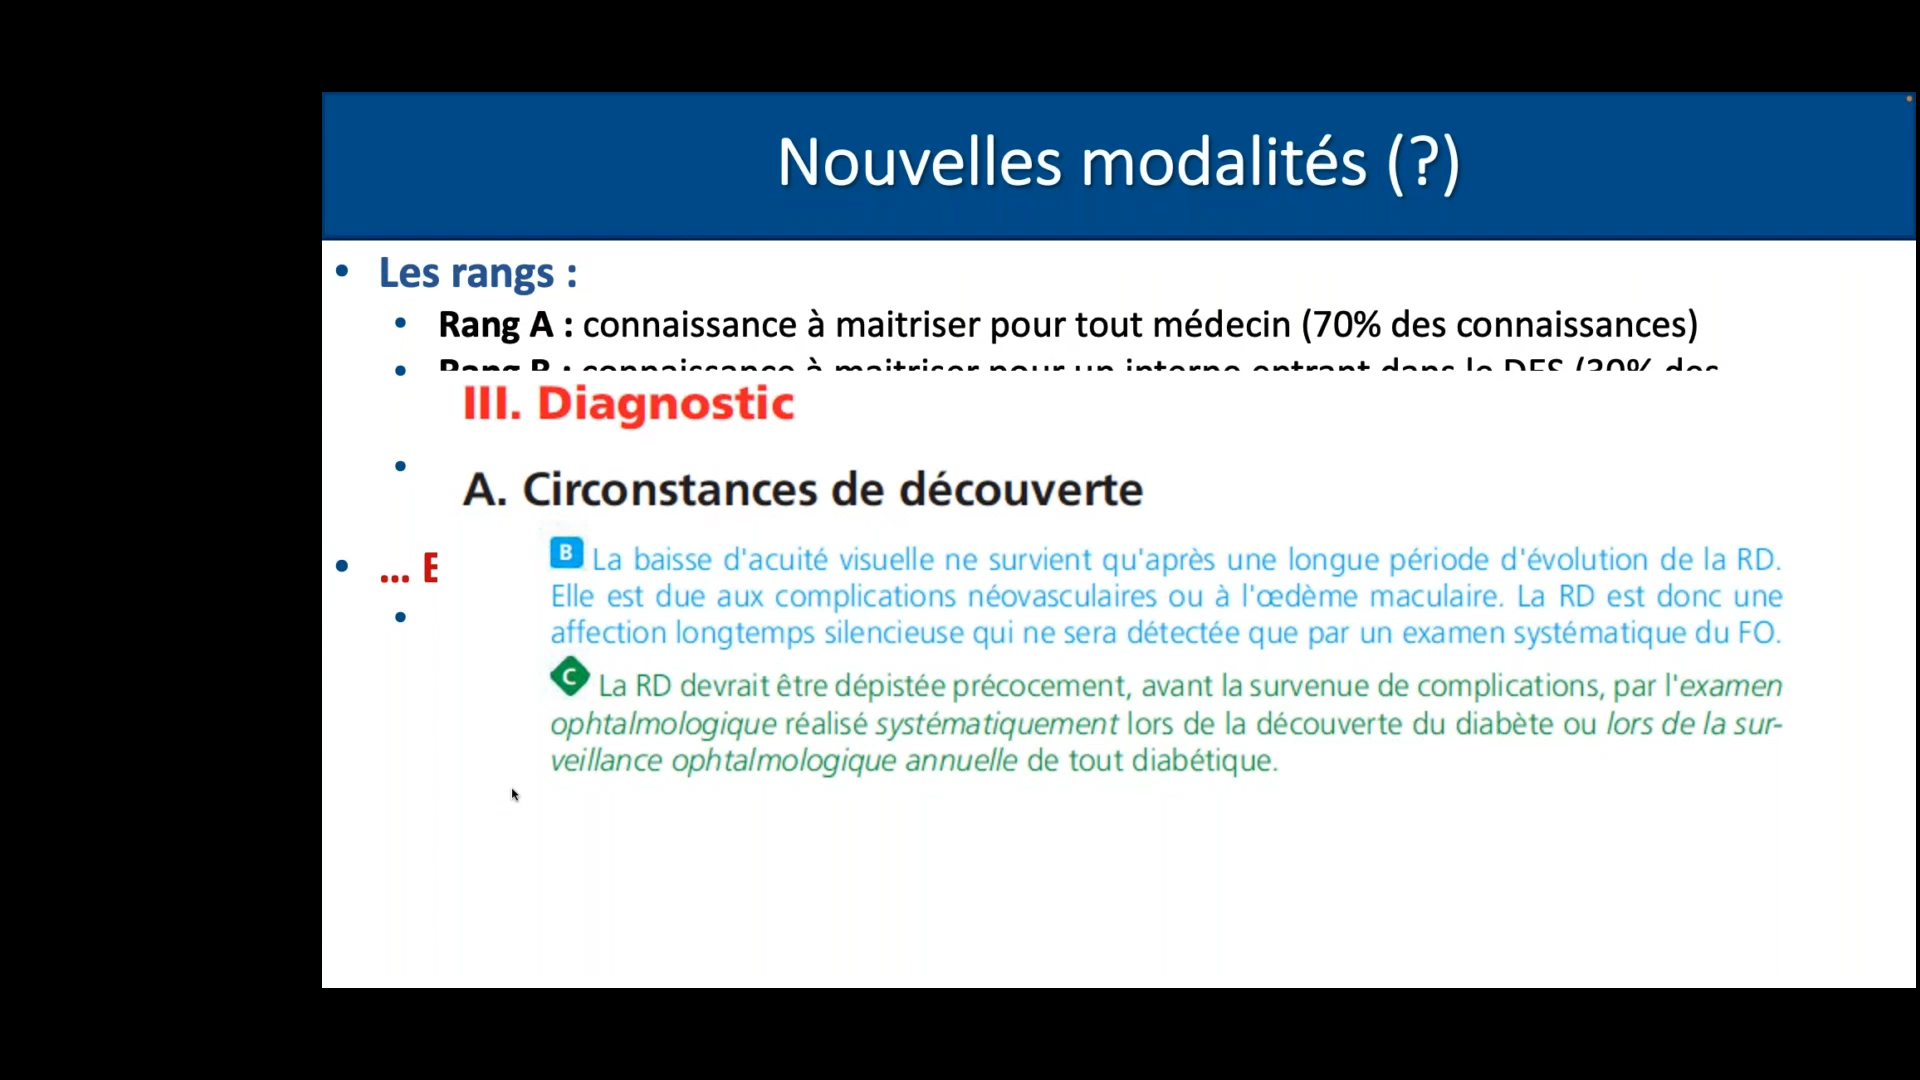 Nouvelles modalités (?)
• Les rangs :
• Rang A : connaissance à maitriser pour tout médecin (70% des connaissances)
• Rang B : connaissance à maitriser pour un interne entrant dans le DES (30% des
III. Diagnostic
•
A. Circonstances de découverte
B La baisse d'acuité visuelle ne survient qu'après une longue période d'évolution de la RD.
• ... E
Elle est due aux complications néovasculaires ou à l'œdème maculaire. La RD est donc une
•
affection longtemps silencieuse qui ne sera détectée que par un examen systématique du FO.
C La RD devrait être dépistée précocement, avant la survenue de complications, par l'examen
ophtalmologique réalisé systématiquement lors de la découverte du diabète ou lors de la sur-
veillance ophtalmologique annuelle de tout diabétique.